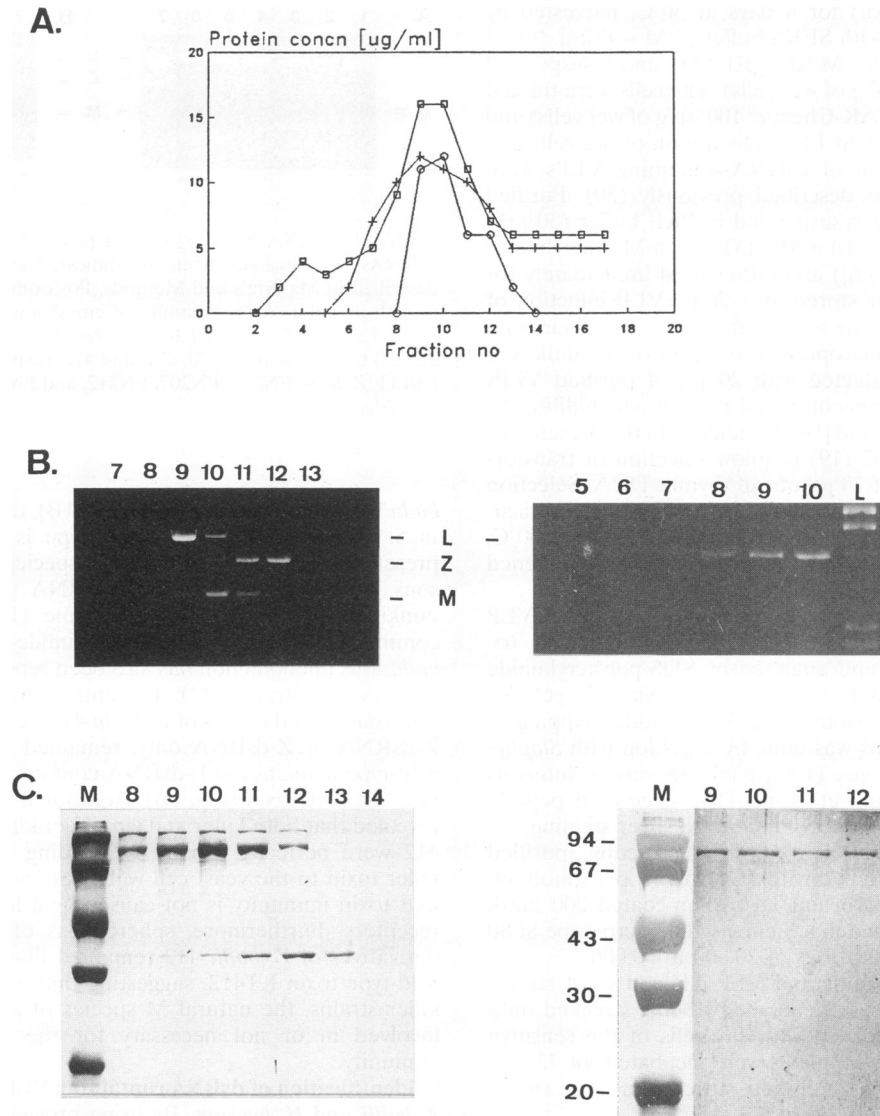 A.
Protein concn [ug/ml]
20
15
10
5
0
0 2 4 6 8 10 12 14 16 18 20
Fraction no
B.
7 8 9 10 11 12 13
– L –
Z
– M
5 6 7 8 9 10 L
C.
M 8 9 10 11 12 13 14
M 9 10 11 12
94–
67–
43–
30–
20–